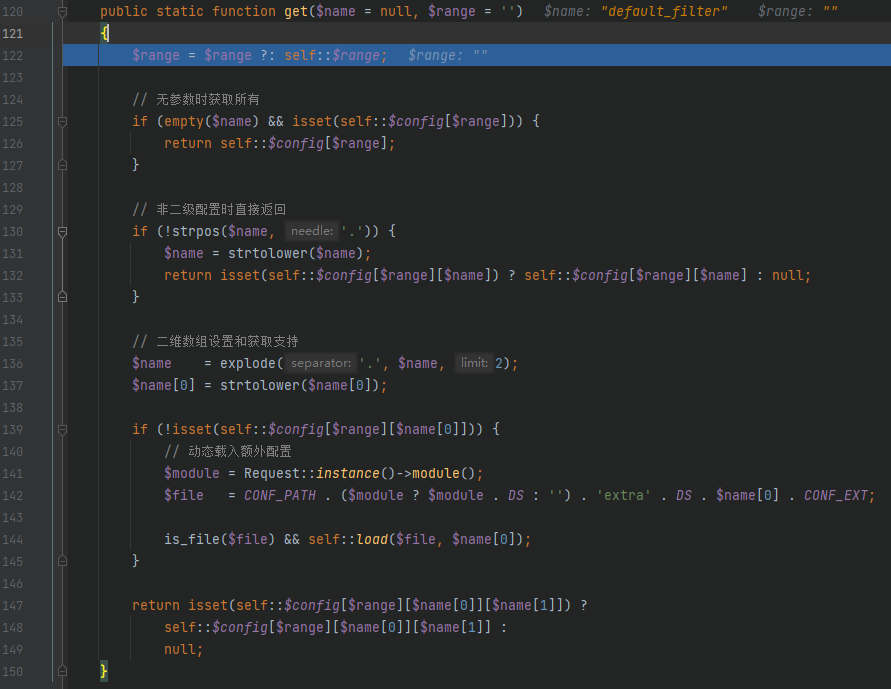 120 public static function get($name = null, $range = '') $name: "default_filter" $range: ""
121 {
122 $range = $range ?: self::$range; $range: ""
123
124 // 无参数时获取所有
125 if (empty($name) && isset(self::$config[$range])) {
126 return self::$config[$range];
127 }
128
129 // 非二级配置时直接返回
130 if (!strpos($name, needle: '.')) {
131 $name = strtolower($name);
132 return isset(self::$config[$range][$name]) ? self::$config[$range][$name] : null;
133 }
134
135 // 二维数组设置和获取支持
136 $name = explode( separator: '.', $name, limit: 2);
137 $name[0] = strtolower($name[0]);
138
139 if (!isset(self::$config[$range][$name[0]])) {
140 // 动态载入额外配置
141 $module = Request::instance()->module();
142 $file = CONF_PATH . ($module ? $module . DS : '') . 'extra' . DS . $name[0] . CONF_EXT;
143
144 is_file($file) && self::load($file, $name[0]);
145 }
146
147 return isset(self::$config[$range][$name[0]][$name[1]]) ?
148 self::$config[$range][$name[0]][$name[1]] :
149 null;
150 }